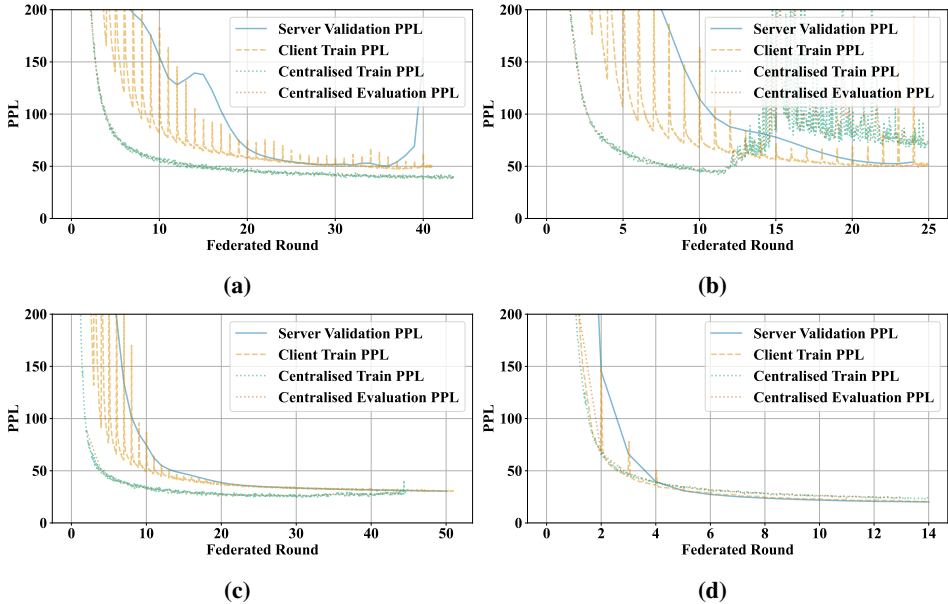 200
150
100
50
0
PPL
Server Validation PPL
Client Train PPL
Centralised Train PPL
Centralised Evaluation PPL
0 10 20 30 40
Federated Round
(a)
200
150
100
50
0
PPL
Server Validation PPL
Client Train PPL
Centralised Train PPL
Centralised Evaluation PPL
0 5 10 15 20 25
Federated Round
(b)
200
150
100
50
0
PPL
Server Validation PPL
Client Train PPL
Centralised Train PPL
Centralised Evaluation PPL
0 10 20 30 40 50
Federated Round
(c)
200
150
100
50
0
PPL
Server Validation PPL
Client Train PPL
Centralised Train PPL
Centralised Evaluation PPL
0 2 4 6 8 10 12 14
Federated Round
(d)